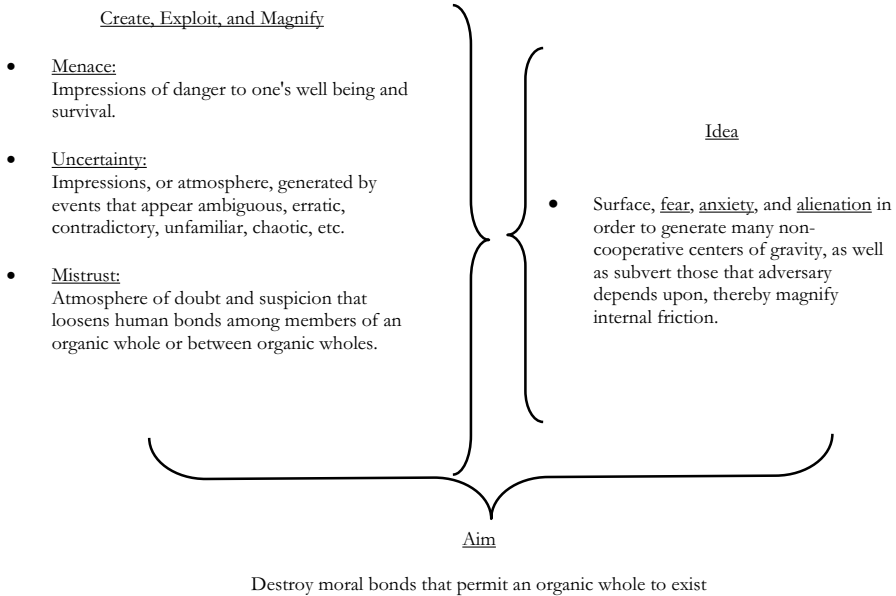 Create, Exploit, and Magnify
• Menace:
Impressions of danger to one's well being and
survival.
• Uncertainty:
Impressions, or atmosphere, generated by
events that appear ambiguous, erratic,
contradictory, unfamiliar, chaotic, etc.
• Mistrust:
Atmosphere of doubt and suspicion that
loosens human bonds among members of an
organic whole or between organic wholes.
Idea
• Surface, fear, anxiety, and alienation in
order to generate many non-
cooperative centers of gravity, as well
as subvert those that adversary
depends upon, thereby magnify
internal friction.
Aim
Destroy moral bonds that permit an organic whole to exist